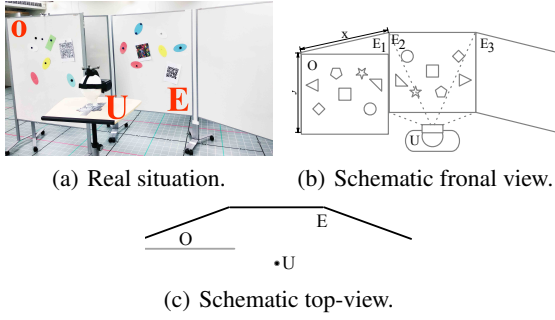 O
U
E
(a) Real situation.
x
E1
E2
E3
O
U
(b) Schematic fronal view.
O
E
U
(c) Schematic top-view.